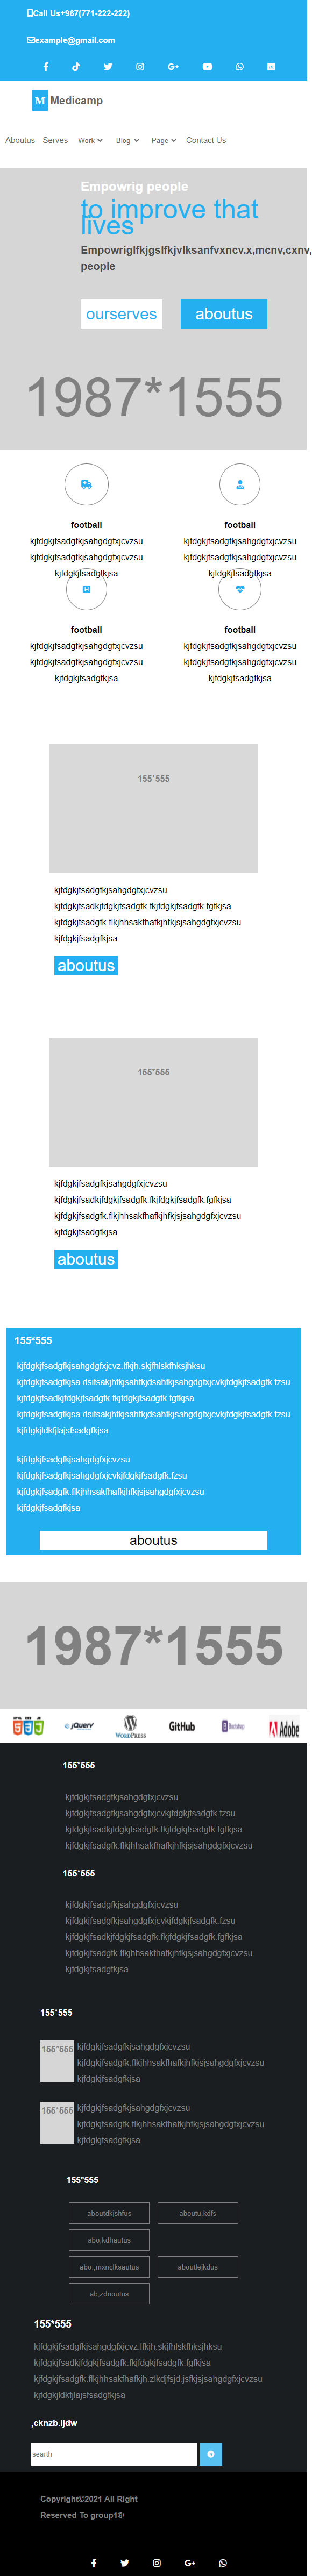 Call Us+967(771-222-222)
example@gmail.com
M Medicamp
Aboutus Serves Work Blog Page Contact Us
Empowrig people
to improve that
lives
Empowriglfkjgslfkjvlksanfvxncv.x,mcnv,cxnv,
people
ourserves aboutus
1987*1555
football football
kjfdgkjfsadgfkjsahgdgfxjcvzsu kjfdgkjfsadgfkjsahgdgfxjcvzsu
kjfdgkjfsadgfkjsahgdgfxjcvzsu kjfdgkjfsadgfkjsahgdgfxjcvzsu
kjfdgkjfsadgfkjsa kjfdgkjfsadgfkjsa
football football
kjfdgkjfsadgfkjsahgdgfxjcvzsu kjfdgkjfsadgfkjsahgdgfxjcvzsu
kjfdgkjfsadgfkjsahgdgfxjcvzsu kjfdgkjfsadgfkjsahgdgfxjcvzsu
kjfdgkjfsadgfkjsa kjfdgkjfsadgfkjsa
155*555
kjfdgkjfsadgfkjsahgdgfxjcvzsu
kjfdgkjfsadkjfdgkjfsadgfk.fkjfdgkjfsadgfk.fgfkjsa
kjfdgkjfsadgfk.flkjhhsakfhafkjhfkjsjsahgdgfxjcvzsu
kjfdgkjfsadgfkjsa
aboutus
155*555
kjfdgkjfsadgfkjsahgdgfxjcvzsu
kjfdgkjfsadkjfdgkjfsadgfk.fkjfdgkjfsadgfk.fgfkjsa
kjfdgkjfsadgfk.flkjhhsakfhafkjhfkjsjsahgdgfxjcvzsu
kjfdgkjfsadgfkjsa
aboutus
155*555
kjfdgkjfsadgfkjsahgdgfxjcvz.lfkjh.skjfhlskfhksjhksu
kjfdgkjfsadgfkjsa.dsifsakjhfkjsahfkjdsahfkjsahgdgfxjcvkjfdgkjfsadgfk.fzsu
kjfdgkjfsadkjfdgkjfsadgfk.fkjfdgkjfsadgfk.fgfkjsa
kjfdgkjfsadgfkjsa.dsifsakjhfkjsahfkjdsahfkjsahgdgfxjcvkjfdgkjfsadgfk.fzsu
kjfdgkjldkfjlajsfsadgfkjsa
kjfdgkjfsadgfkjsahgdgfxjcvzsu
kjfdgkjfsadgfkjsahgdgfxjcvkjfdgkjfsadgfk.fzsu
kjfdgkjfsadgfk.flkjhhsakfhafkjhfkjsjsahgdgfxjcvzsu
kjfdgkjfsadgfkjsa
aboutus
1987*1555
HTML CSS JS
5 3 jQuery WordPress GitHub Bootstrap Adobe
155*555
kjfdgkjfsadgfkjsahgdgfxjcvzsu
kjfdgkjfsadgfkjsahgdgfxjcvkjfdgkjfsadgfk.fzsu
kjfdgkjfsadkjfdgkjfsadgfk.fkjfdgkjfsadgfk.fgfkjsa
kjfdgkjfsadgfk.flkjhhsakfhafkjhfkjsjsahgdgfxjcvzsu
155*555
kjfdgkjfsadgfkjsahgdgfxjcvzsu
kjfdgkjfsadgfkjsahgdgfxjcvkjfdgkjfsadgfk.fzsu
kjfdgkjfsadkjfdgkjfsadgfk.fkjfdgkjfsadgfk.fgfkjsa
kjfdgkjfsadgfk.flkjhhsakfhafkjhfkjsjsahgdgfxjcvzsu
kjfdgkjfsadgfkjsa
155*555
155*555 kjfdgkjfsadgfkjsahgdgfxjcvzsu
kjfdgkjfsadgfk.flkjhhsakfhafkjhfkjsjsahgdgfxjcvzsu
kjfdgkjfsadgfkjsa
155*555 kjfdgkjfsadgfkjsahgdgfxjcvzsu
kjfdgkjfsadgfk.flkjhhsakfhafkjhfkjsjsahgdgfxjcvzsu
kjfdgkjfsadgfkjsa
155*555
aboutdkjshfus aboutu,kdfs
abo,kdhautus
abo.,mxnclksautus aboutlejkdus
ab,zdnoutus
155*555
kjfdgkjfsadgfkjsahgdgfxjcvz.lfkjh.skjfhlskfhksjhksu
kjfdgkjfsadkjfdgkjfsadgfk.fkjfdgkjfsadgfk.fgfkjsa
kjfdgkjfsadgfk.flkjhhsakfhafkjh.zlkdjfsjd.jsfkjsjsahgdgfxjcvzsu
kjfdgkjldkfjlajsfsadgfkjsa
,cknzb.ijdw
searth
Copyright©2021 All Right
Reserved To group1®